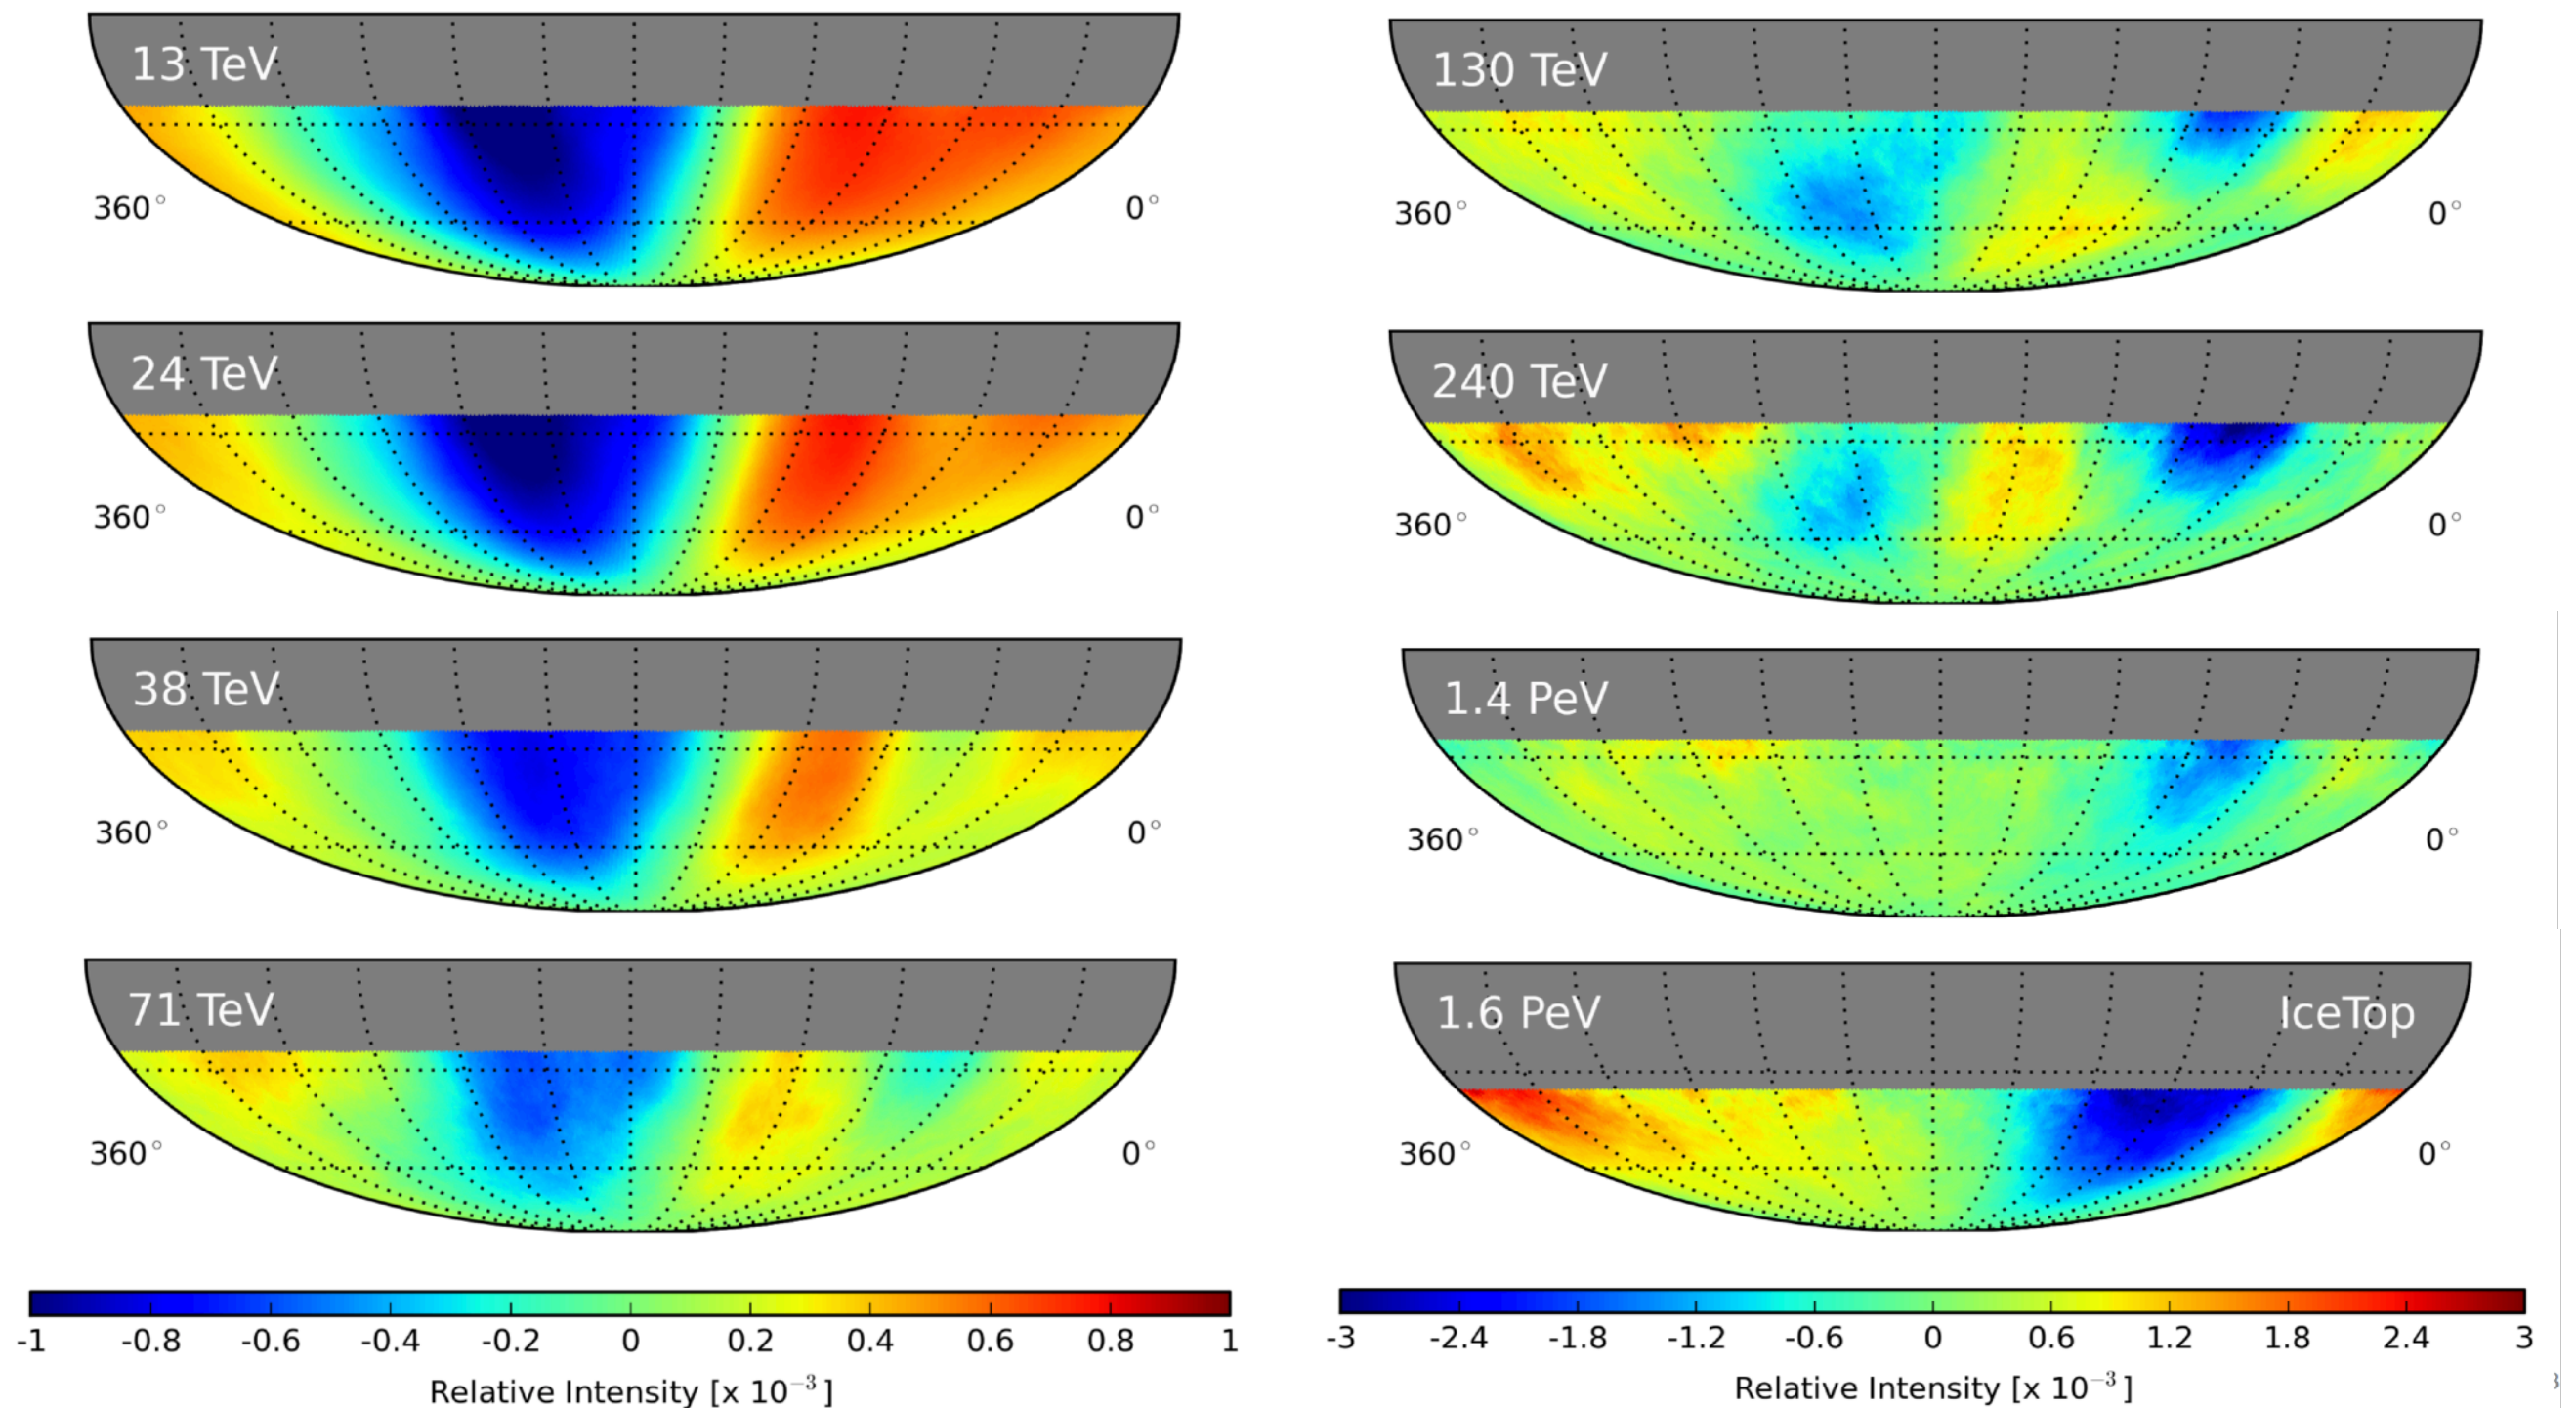 13 TeV
360° 0°
24 TeV
360° 0°
38 TeV
360° 0°
71 TeV
360° 0°
-1 -0.8 -0.6 -0.4 -0.2 0 0.2 0.4 0.6 0.8 1
Relative Intensity [x 10⁻³]
130 TeV
360° 0°
240 TeV
360° 0°
1.4 PeV
360° 0°
1.6 PeV IceTop
360° 0°
-3 -2.4 -1.8 -1.2 -0.6 0 0.6 1.2 1.8 2.4 3
Relative Intensity [x 10⁻³]